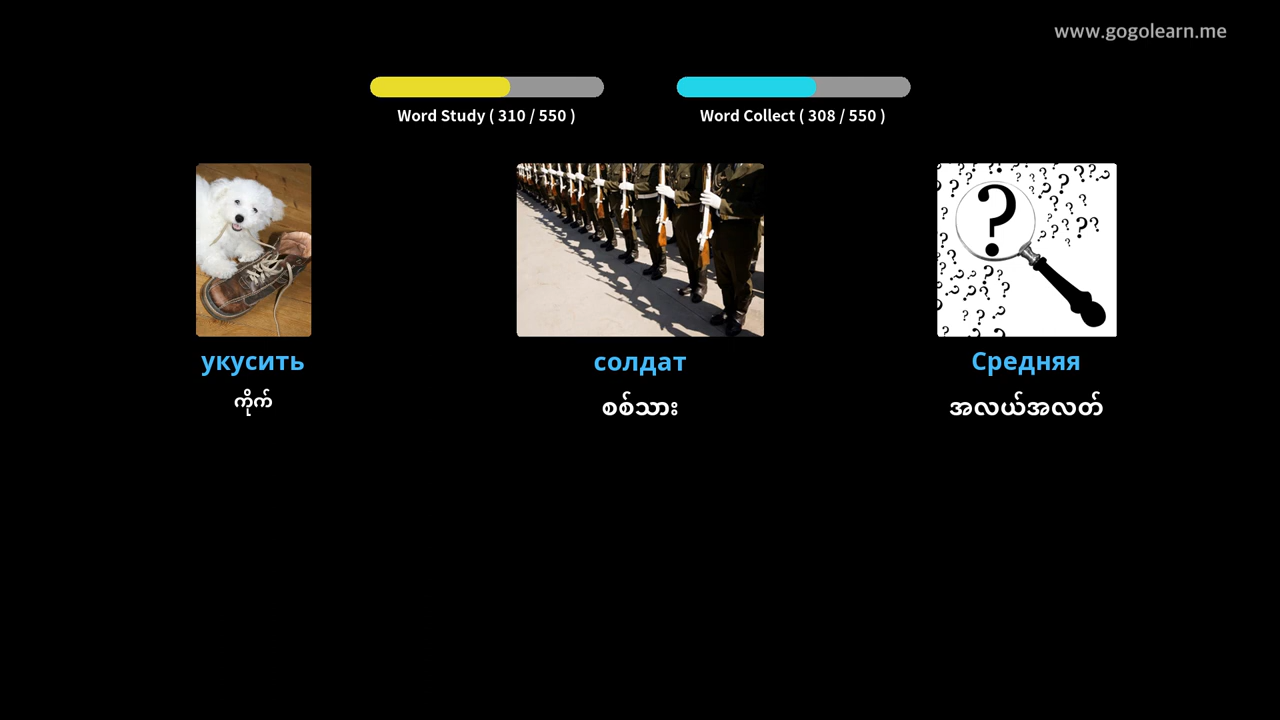 www.gogolearn.me
Word Study ( 310 / 550 )
Word Collect ( 308 / 550 )
укусить
солдат
Средняя
ကိုက်
စစ်သား
အလယ်အလတ်